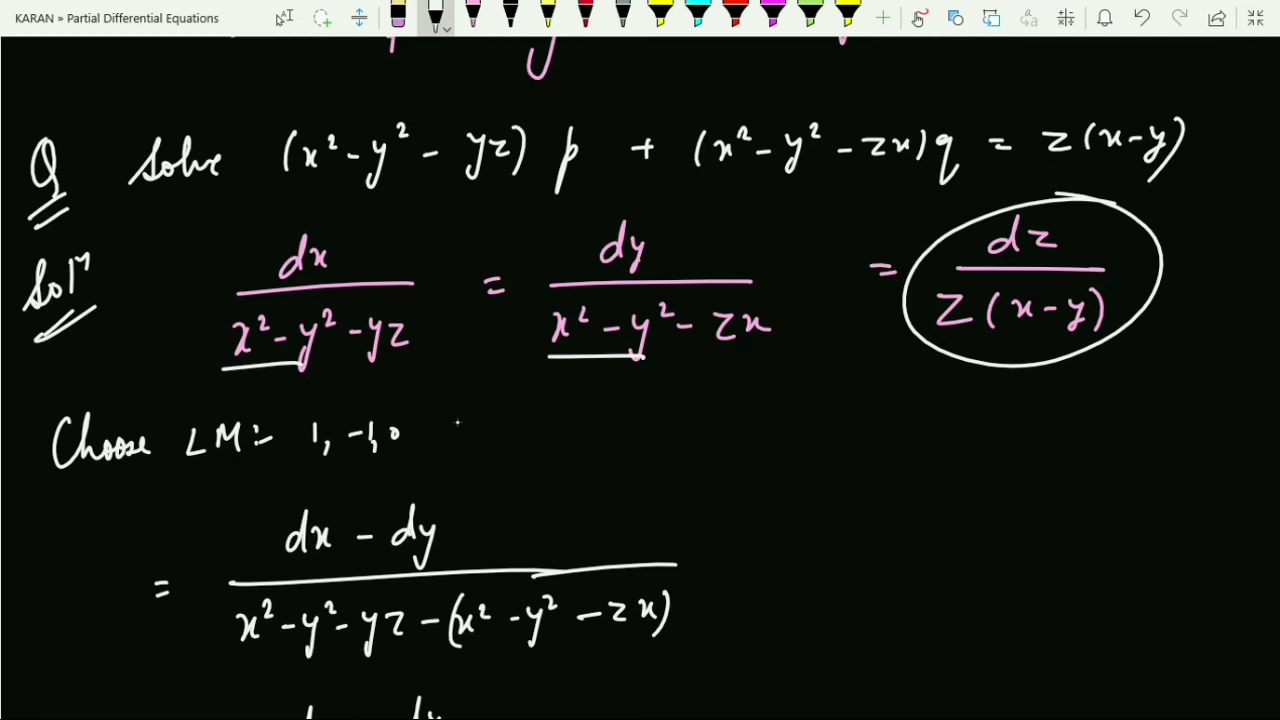 KARAN » Partial Differential Equations
Q Solve (x² - y² - yz) p + (x² - y² - zx) q = z (x-y)
Solⁿ dx / (x² - y² - yz) = dy / (x² - y² - zx) = dz / (z (x-y))
Choose LM:- 1, -1, 0
= (dx - dy) / (x² - y² - yz - (x² - y² - zx))